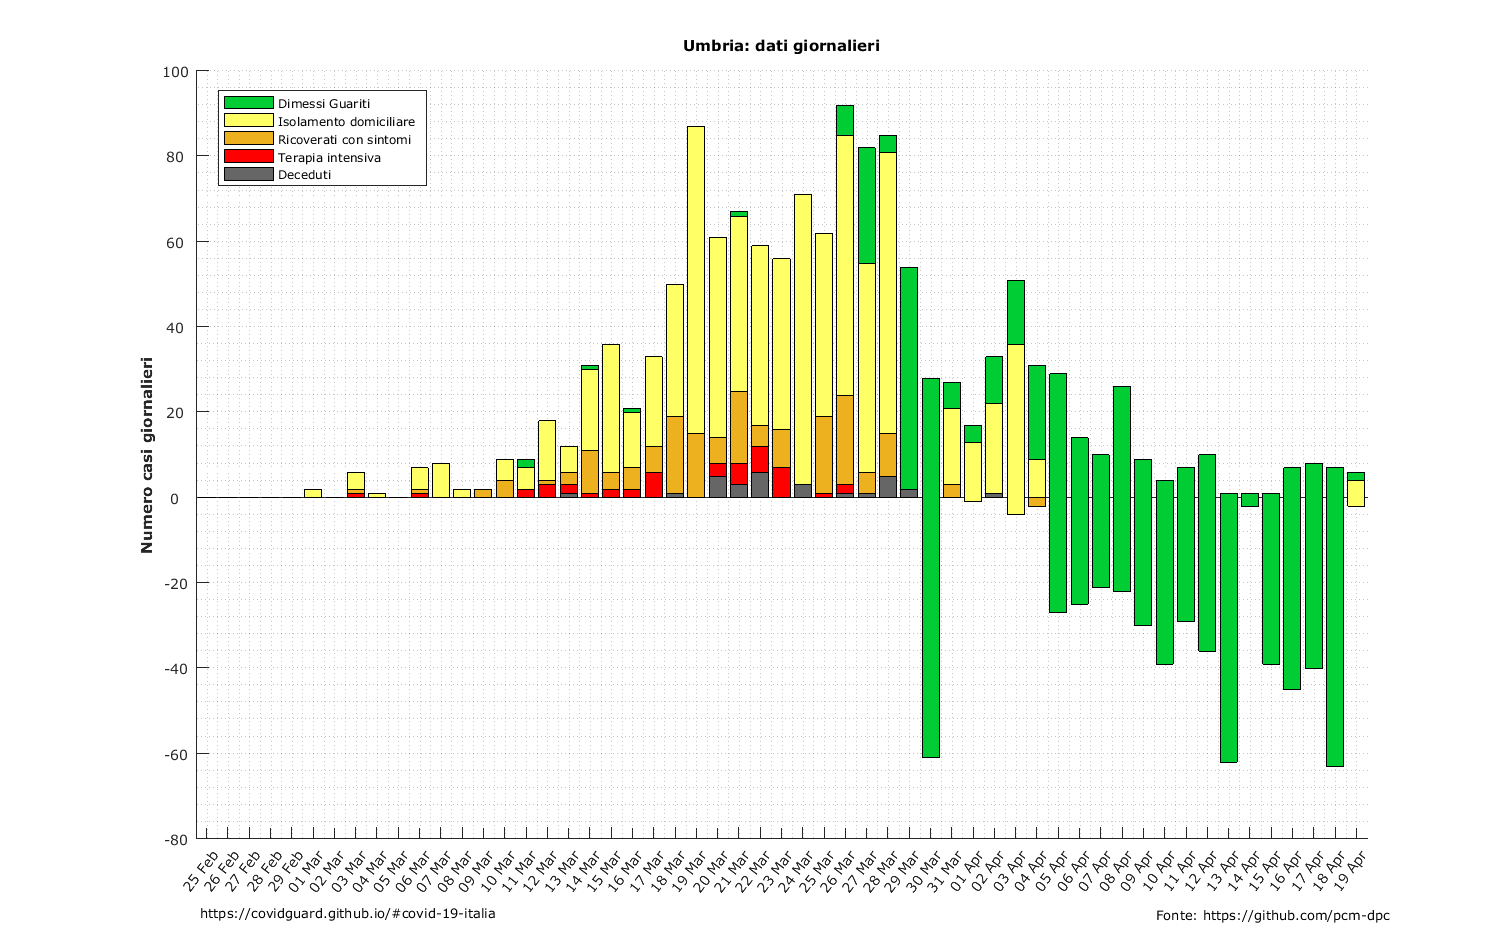 Umbria: dati giornalieri
100
80
60
40
20
0
-20
-40
-60
-80
Numero casi giornalieri
Dimessi Guariti
Isolamento domiciliare
Ricoverati con sintomi
Terapia intensiva
Deceduti
25 Feb
26 Feb
27 Feb
28 Feb
29 Feb
01 Mar
02 Mar
03 Mar
04 Mar
05 Mar
06 Mar
07 Mar
08 Mar
09 Mar
10 Mar
11 Mar
12 Mar
13 Mar
14 Mar
15 Mar
16 Mar
17 Mar
18 Mar
19 Mar
20 Mar
21 Mar
22 Mar
23 Mar
24 Mar
25 Mar
26 Mar
27 Mar
28 Mar
29 Mar
30 Mar
31 Mar
01 Apr
02 Apr
03 Apr
04 Apr
05 Apr
06 Apr
07 Apr
08 Apr
09 Apr
10 Apr
11 Apr
12 Apr
13 Apr
14 Apr
15 Apr
16 Apr
17 Apr
18 Apr
19 Apr
https://covidguard.github.io/#covid-19-italia
Fonte: https://github.com/pcm-dpc